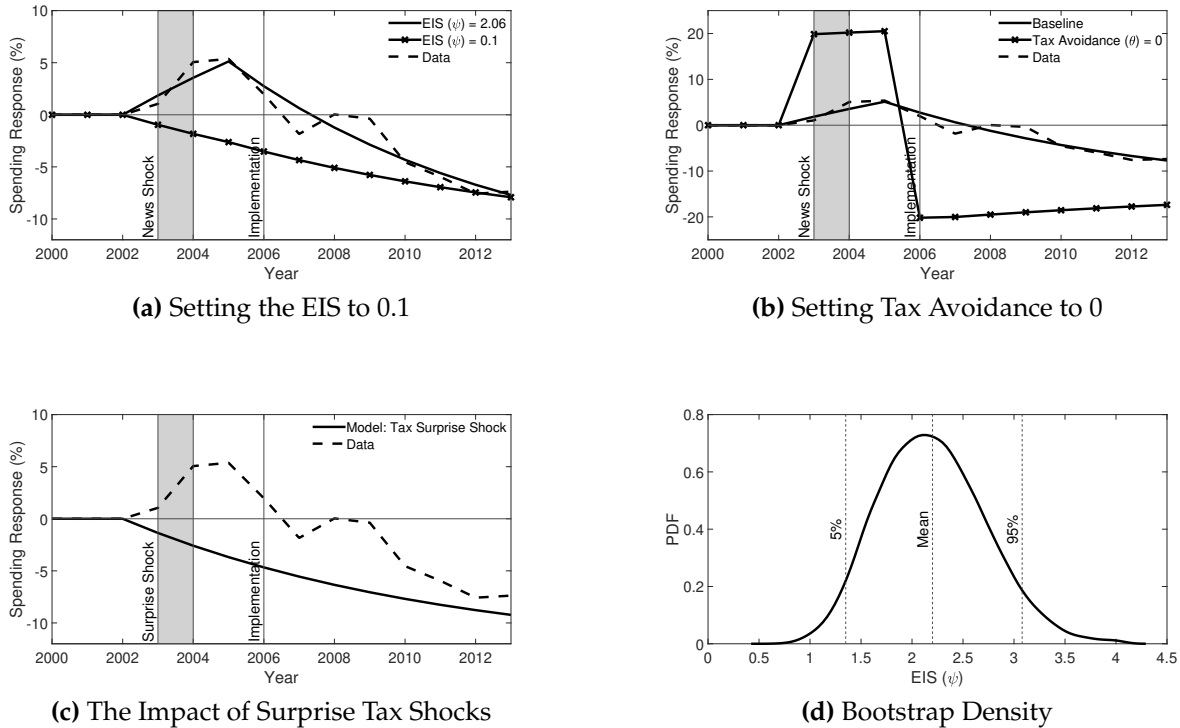 10
5
0
-5
-10
Spending Response (%)
EIS (ψ) = 2.06
EIS (ψ) = 0.1
Data
News Shock
Implementation
2000 2002 2004 2006 2008 2010 2012
Year
(a) Setting the EIS to 0.1
20
10
0
-10
-20
Spending Response (%)
Baseline
Tax Avoidance (θ) = 0
Data
News Shock
Implementation
2000 2002 2004 2006 2008 2010 2012
Year
(b) Setting Tax Avoidance to 0
10
5
0
-5
-10
Spending Response (%)
Model: Tax Surprise Shock
Data
Surprise Shock
Implementation
2000 2002 2004 2006 2008 2010 2012
Year
(c) The Impact of Surprise Tax Shocks
0.8
0.6
0.4
0.2
0
PDF
5%
Mean
95%
0 0.5 1 1.5 2 2.5 3 3.5 4 4.5
EIS (ψ)
(d) Bootstrap Density